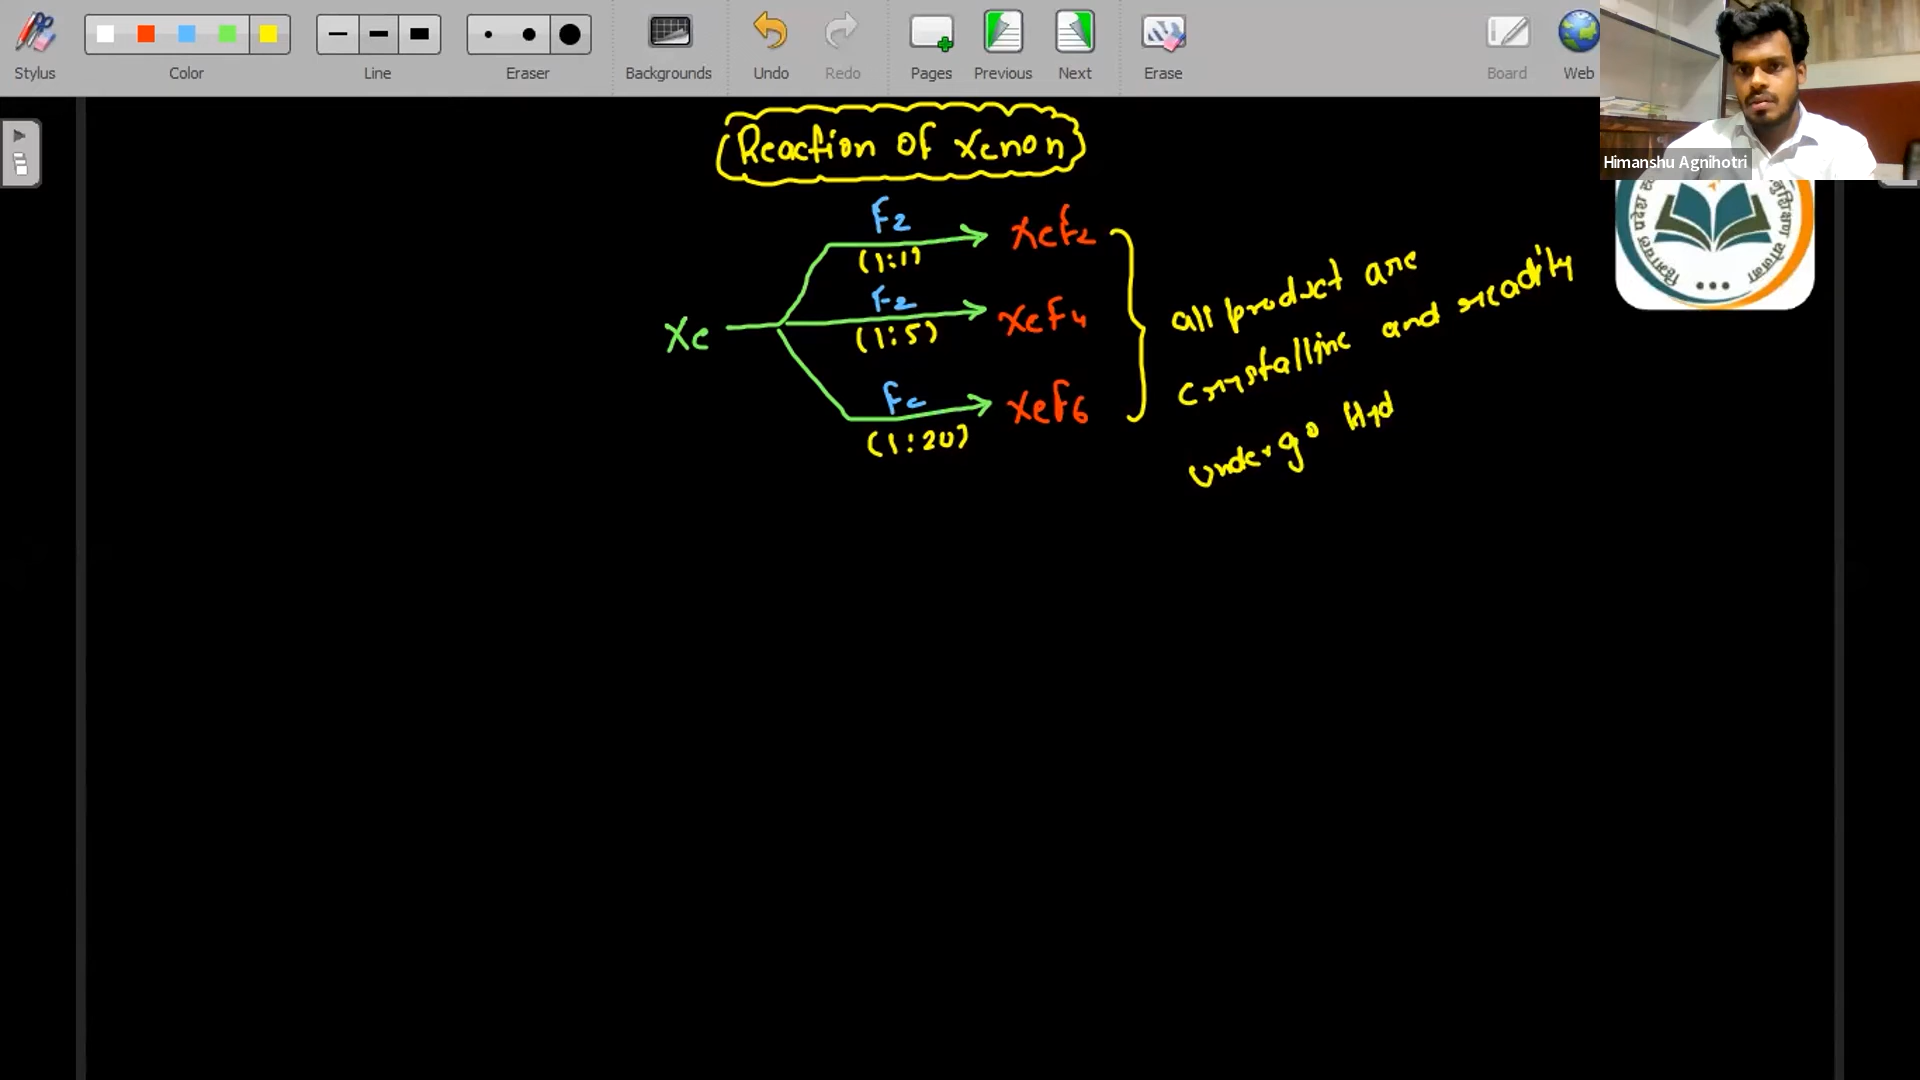 Stylus
Color
Line
Eraser
Backgrounds
Undo
Redo
Pages
Previous
Next
Erase
Board
Web
Himanshu Agnihotri
Reaction of Xenon
Xe
F2
(1:1)
XeF2
F2
(1:5)
XeF4
(1:20)
XeF6
all product are
crystalline and readily
undergo Hyd